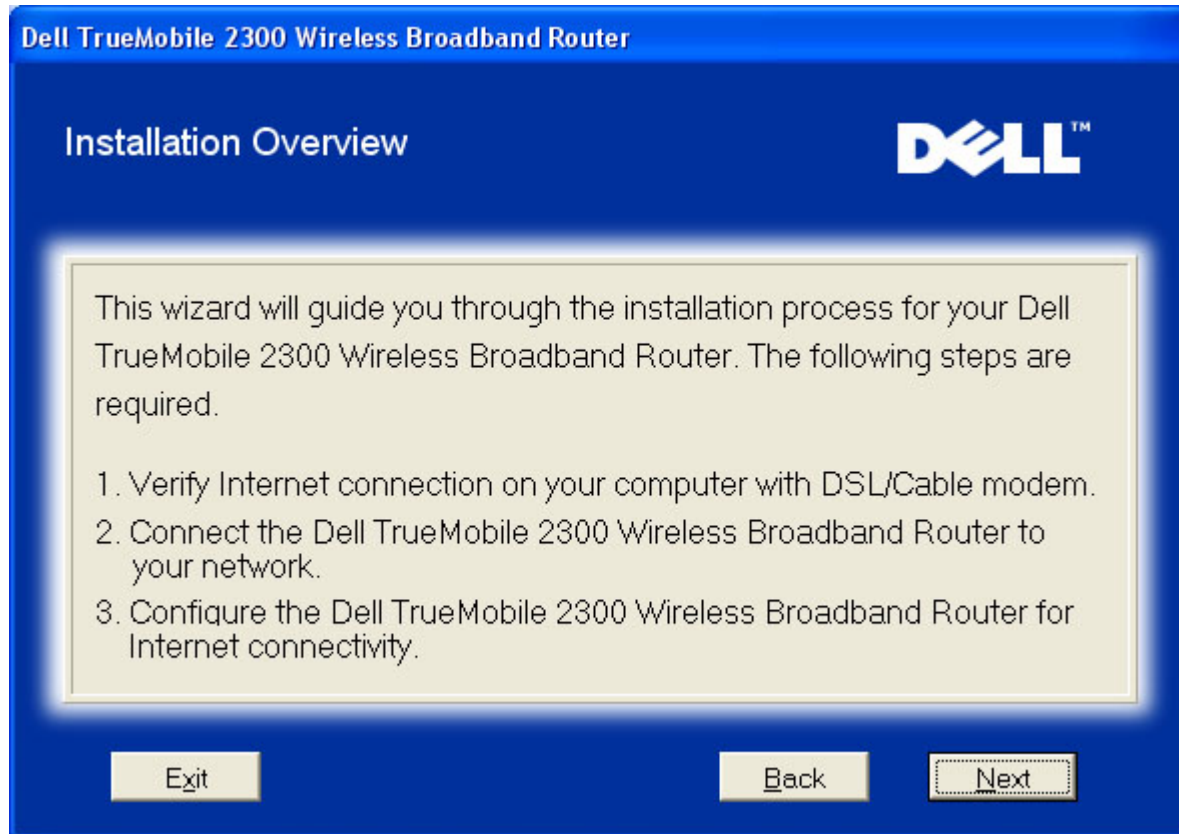 Dell TrueMobile 2300 Wireless Broadband Router
Installation Overview
DELL™
This wizard will guide you through the installation process for your Dell
TrueMobile 2300 Wireless Broadband Router. The following steps are
required.
1. Verify Internet connection on your computer with DSL/Cable modem.
2. Connect the Dell TrueMobile 2300 Wireless Broadband Router to
your network.
3. Configure the Dell TrueMobile 2300 Wireless Broadband Router for
Internet connectivity.
Exit
Back
Next